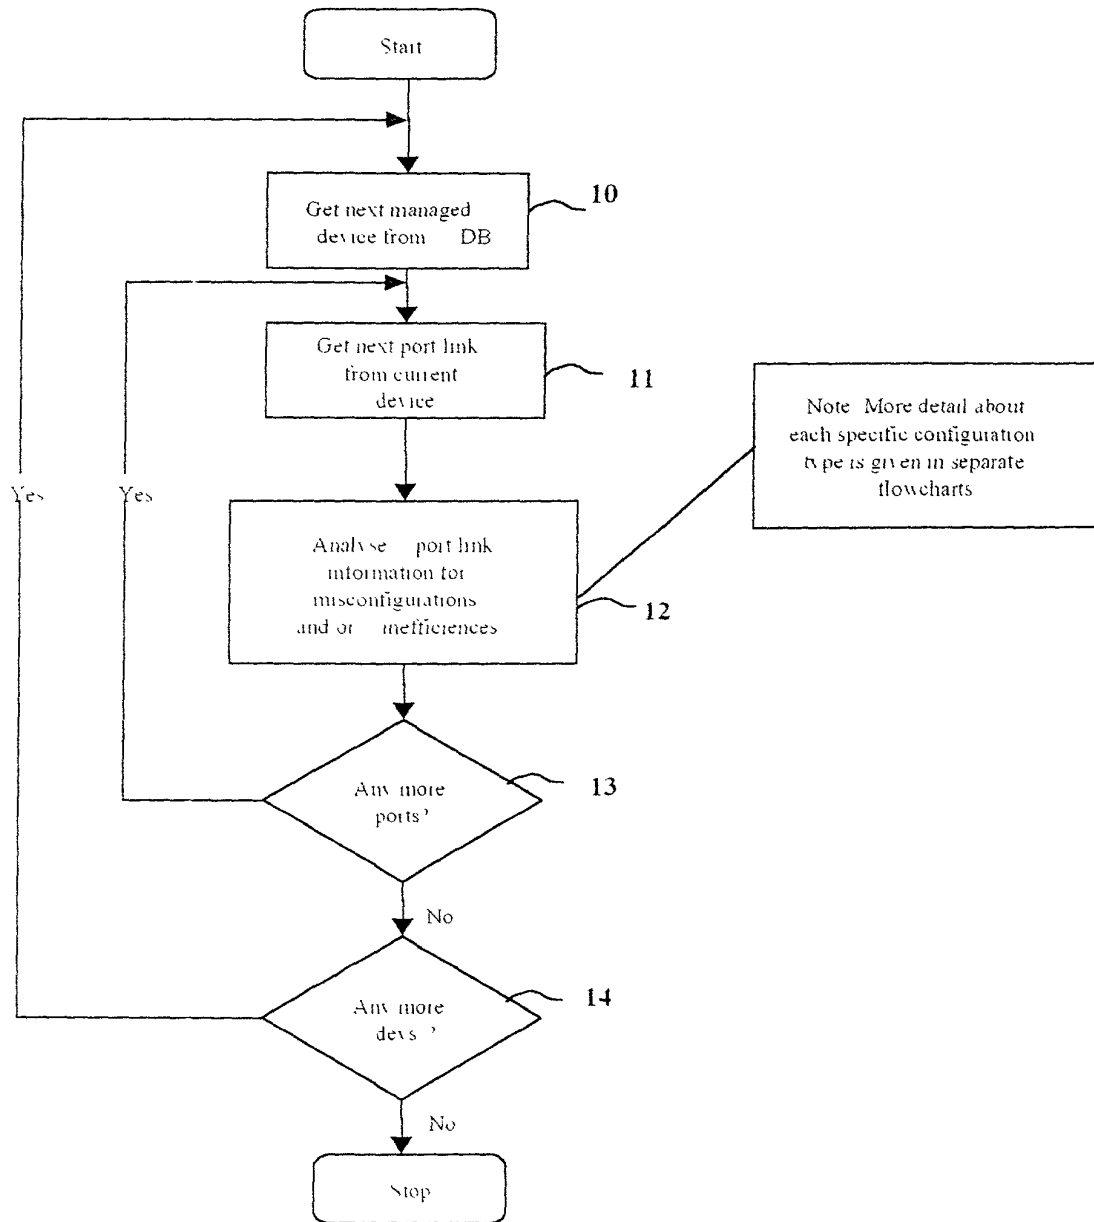 Start
Get next managed
device from DB
10
Get next port link
from current
device
11
Note More detail about
each specific configuration
type is given in separate
flowcharts
Yes
Yes
Analyse port link
information for
misconfigurations
and or inefficiences
12
Any more
ports?
13
No
Any more
devs ?
14
No
Stop